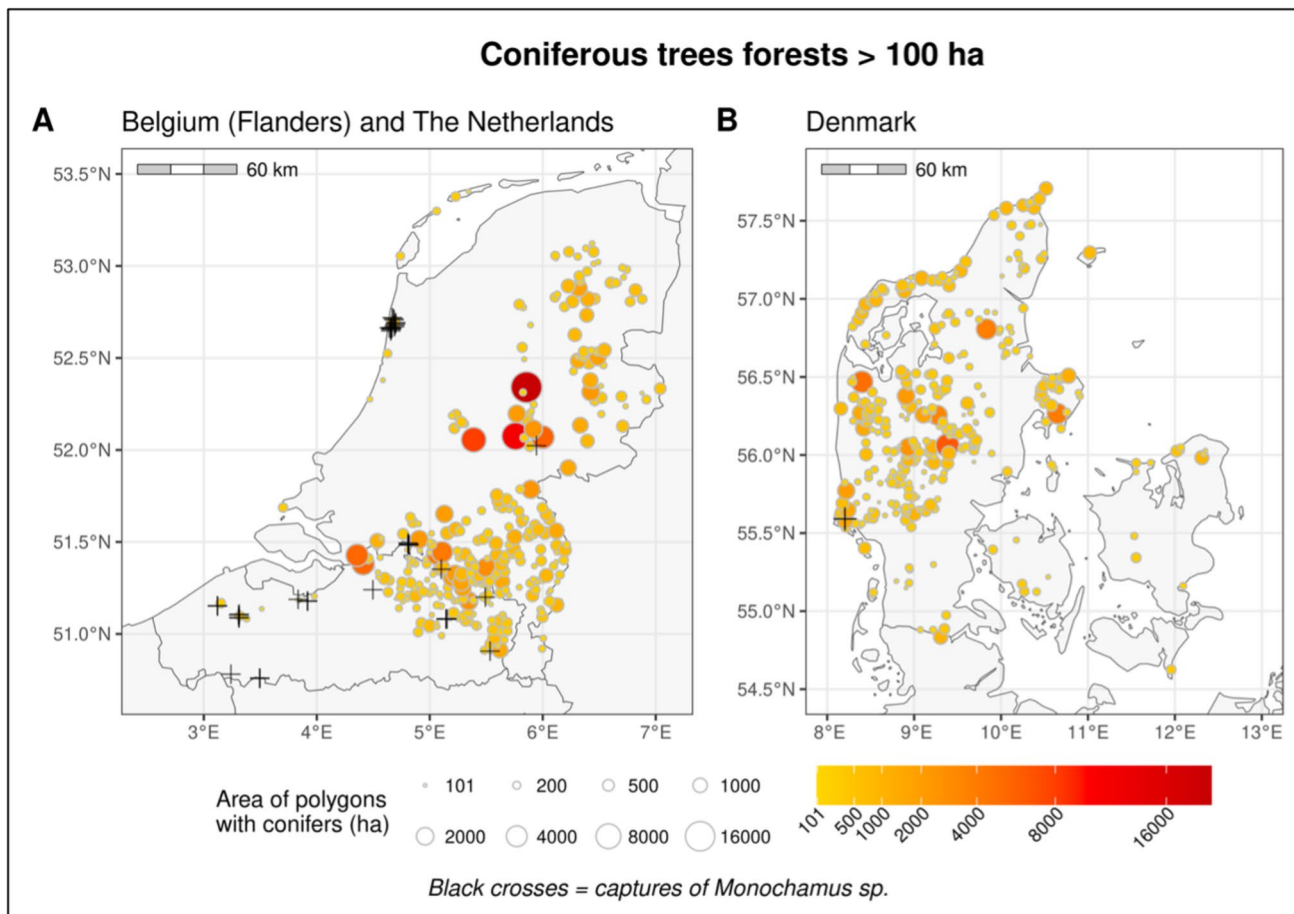 Coniferous trees forests > 100 ha
A
Belgium (Flanders) and The Netherlands
60 km
53.5°N
53.0°N
52.5°N
52.0°N
51.5°N
51.0°N
3°E 4°E 5°E 6°E 7°E
B
Denmark
60 km
57.5°N
57.0°N
56.5°N
56.0°N
55.5°N
55.0°N
54.5°N
8°E 9°E 10°E 11°E 12°E 13°E
Area of polygons
with conifers (ha)
101 200 500 1000
2000 4000 8000 16000
101 500 1000 2000 4000 8000 16000
Black crosses = captures of Monochamus sp.